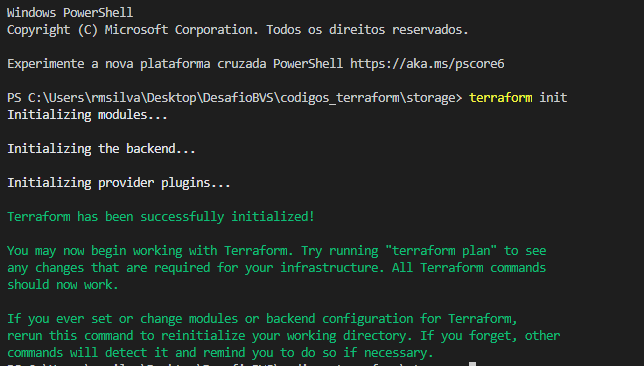 Windows PowerShell
Copyright (C) Microsoft Corporation. Todos os direitos reservados.
Experimente a nova plataforma cruzada PowerShell https://aka.ms/pscore6
PS C:\Users\rmsilva\Desktop\DesafioBVS\codigos_terraform\storage> terraform init
Initializing modules...
Initializing the backend...
Initializing provider plugins...
Terraform has been successfully initialized!
You may now begin working with Terraform. Try running "terraform plan" to see
any changes that are required for your infrastructure. All Terraform commands
should now work.
If you ever set or change modules or backend configuration for Terraform,
rerun this command to reinitialize your working directory. If you forget, other
commands will detect it and remind you to do so if necessary.